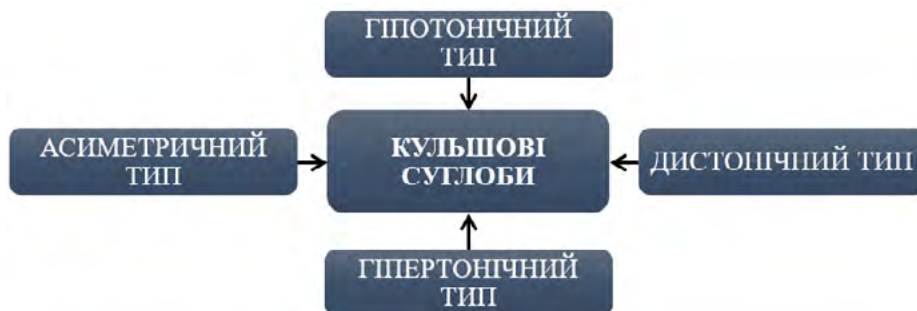 ГІПОТОНІЧНИЙ
ТИП
АСИМЕТРИЧНИЙ
ТИП
КУЛЬШОВІ
СУГЛОБИ
ДИСТОНІЧНИЙ ТИП
ГІПЕРТОНІЧНИЙ
ТИП